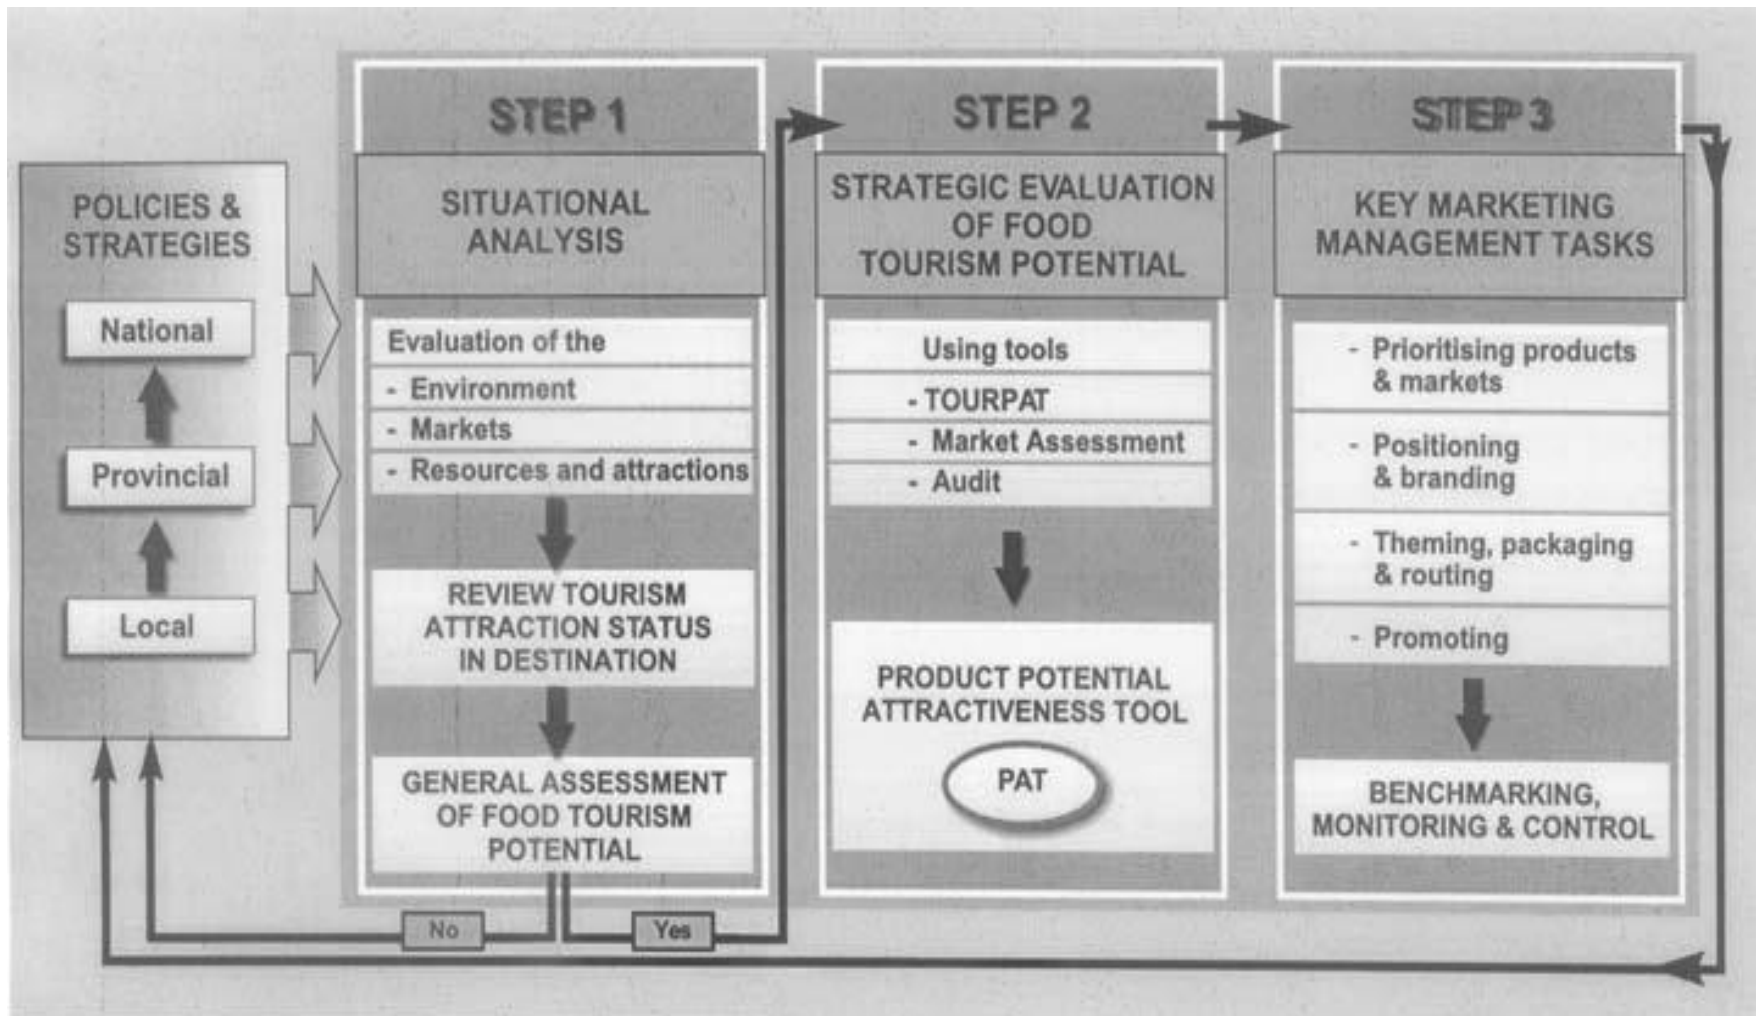 POLICIES &
STRATEGIES
National
Provincial
Local
STEP 1
SITUATIONAL
ANALYSIS
Evaluation of the
- Environment
- Markets
- Resources and attractions
REVIEW TOURISM
ATTRACTION STATUS
IN DESTINATION
GENERAL ASSESSMENT
OF FOOD TOURISM
POTENTIAL
No
Yes
STEP 2
STRATEGIC EVALUATION
OF FOOD
TOURISM POTENTIAL
Using tools
- TOURPAT
- Market Assessment
- Audit
PRODUCT POTENTIAL
ATTRACTIVENESS TOOL
PAT
STEP 3
KEY MARKETING
MANAGEMENT TASKS
- Prioritising products
& markets
- Positioning
& branding
- Theming, packaging
& routing
- Promoting
BENCHMARKING,
MONITORING & CONTROL